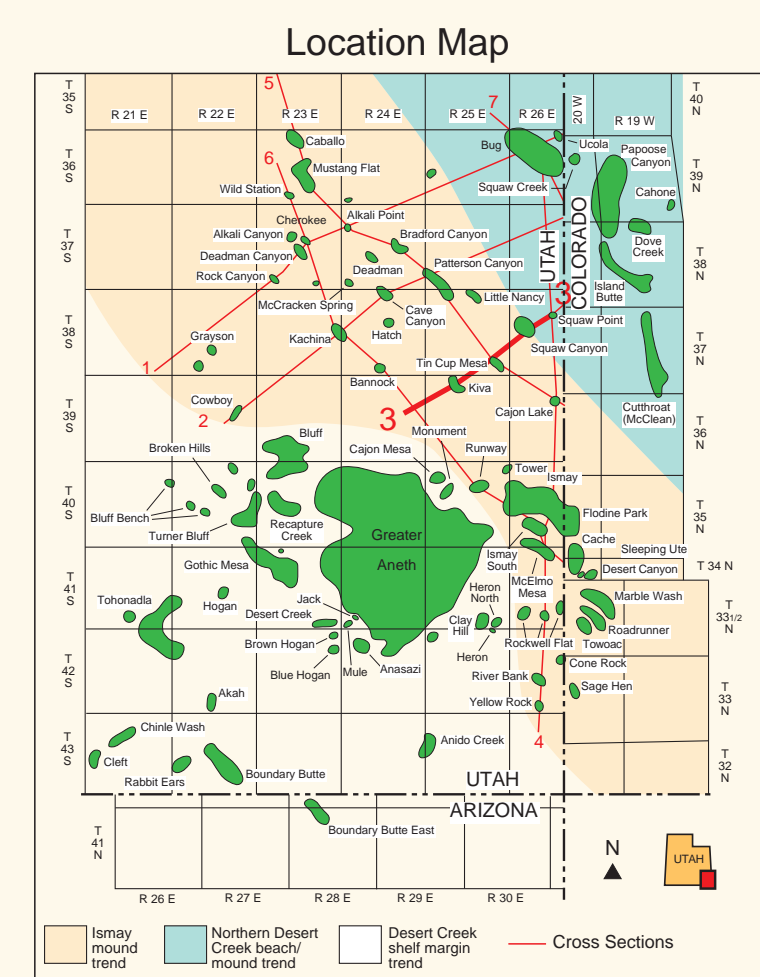 Location Map
T
35
S
R 21 E
R 22 E
5
R 23 E
R 24 E
R 25 E
7
R 26 E
20 W
R 19 W
T
40
N
T
36
S
6
Caballo
Mustang Flat
Wild Station
Bug
Ucola
Squaw Creek
Papoose
Canyon
Cahone
T
39
N
T
37
S
Cherokee
Alkali Point
Alkali Canyon
Bradford Canyon
Deadman Canyon
Deadman
Patterson Canyon
Rock Canyon
McCracken Spring
UTAH
COLORADO
Dove
Creek
Island
Butte
T
38
N
T
38
S
Little Nancy
3
Cave
Canyon
Squaw Point
Hatch
Kachina
Squaw Canyon
Grayson
1
Tin Cup Mesa
Bannock
Kiva
T
37
N
T
39
S
Cowboy
2
3
Cajon Lake
Cutthroat
(McClean)
Monument
Bluff
Broken Hills
Cajon Mesa
Runway
T
36
N
T
40
S
Tower
Ismay
Bluff Bench
Turner Bluff
Recapture
Creek
Greater
Aneth
Flodine Park
T
35
N
Cache
Sleeping Ute
Gothic Mesa
Ismay
South
Desert Canyon
T 34 N
T
41
S
McElmo
Mesa
Tohonadla
Hogan
Jack
Desert Creek
Heron
North
Clay
Hill
Marble Wash
Roadrunner
T
33 1/2
N
Brown Hogan
Blue Hogan
Mule
Anasazi
Heron
Rockwell Flat
Towoac
T
42
S
Cone Rock
River Bank
Sage Hen
Akah
Yellow Rock
T
33
N
T
43
S
Chinle Wash
Cleft
Rabbit Ears
Boundary Butte
Anido Creek
4
T
32
N
UTAH
ARIZONA
Boundary Butte East
T
41
N
R 26 E
R 27 E
R 28 E
R 29 E
R 30 E
N
UTAH
Ismay
mound
trend
Northern Desert
Creek beach/
mound trend
Desert Creek
shelf margin
trend
Cross Sections